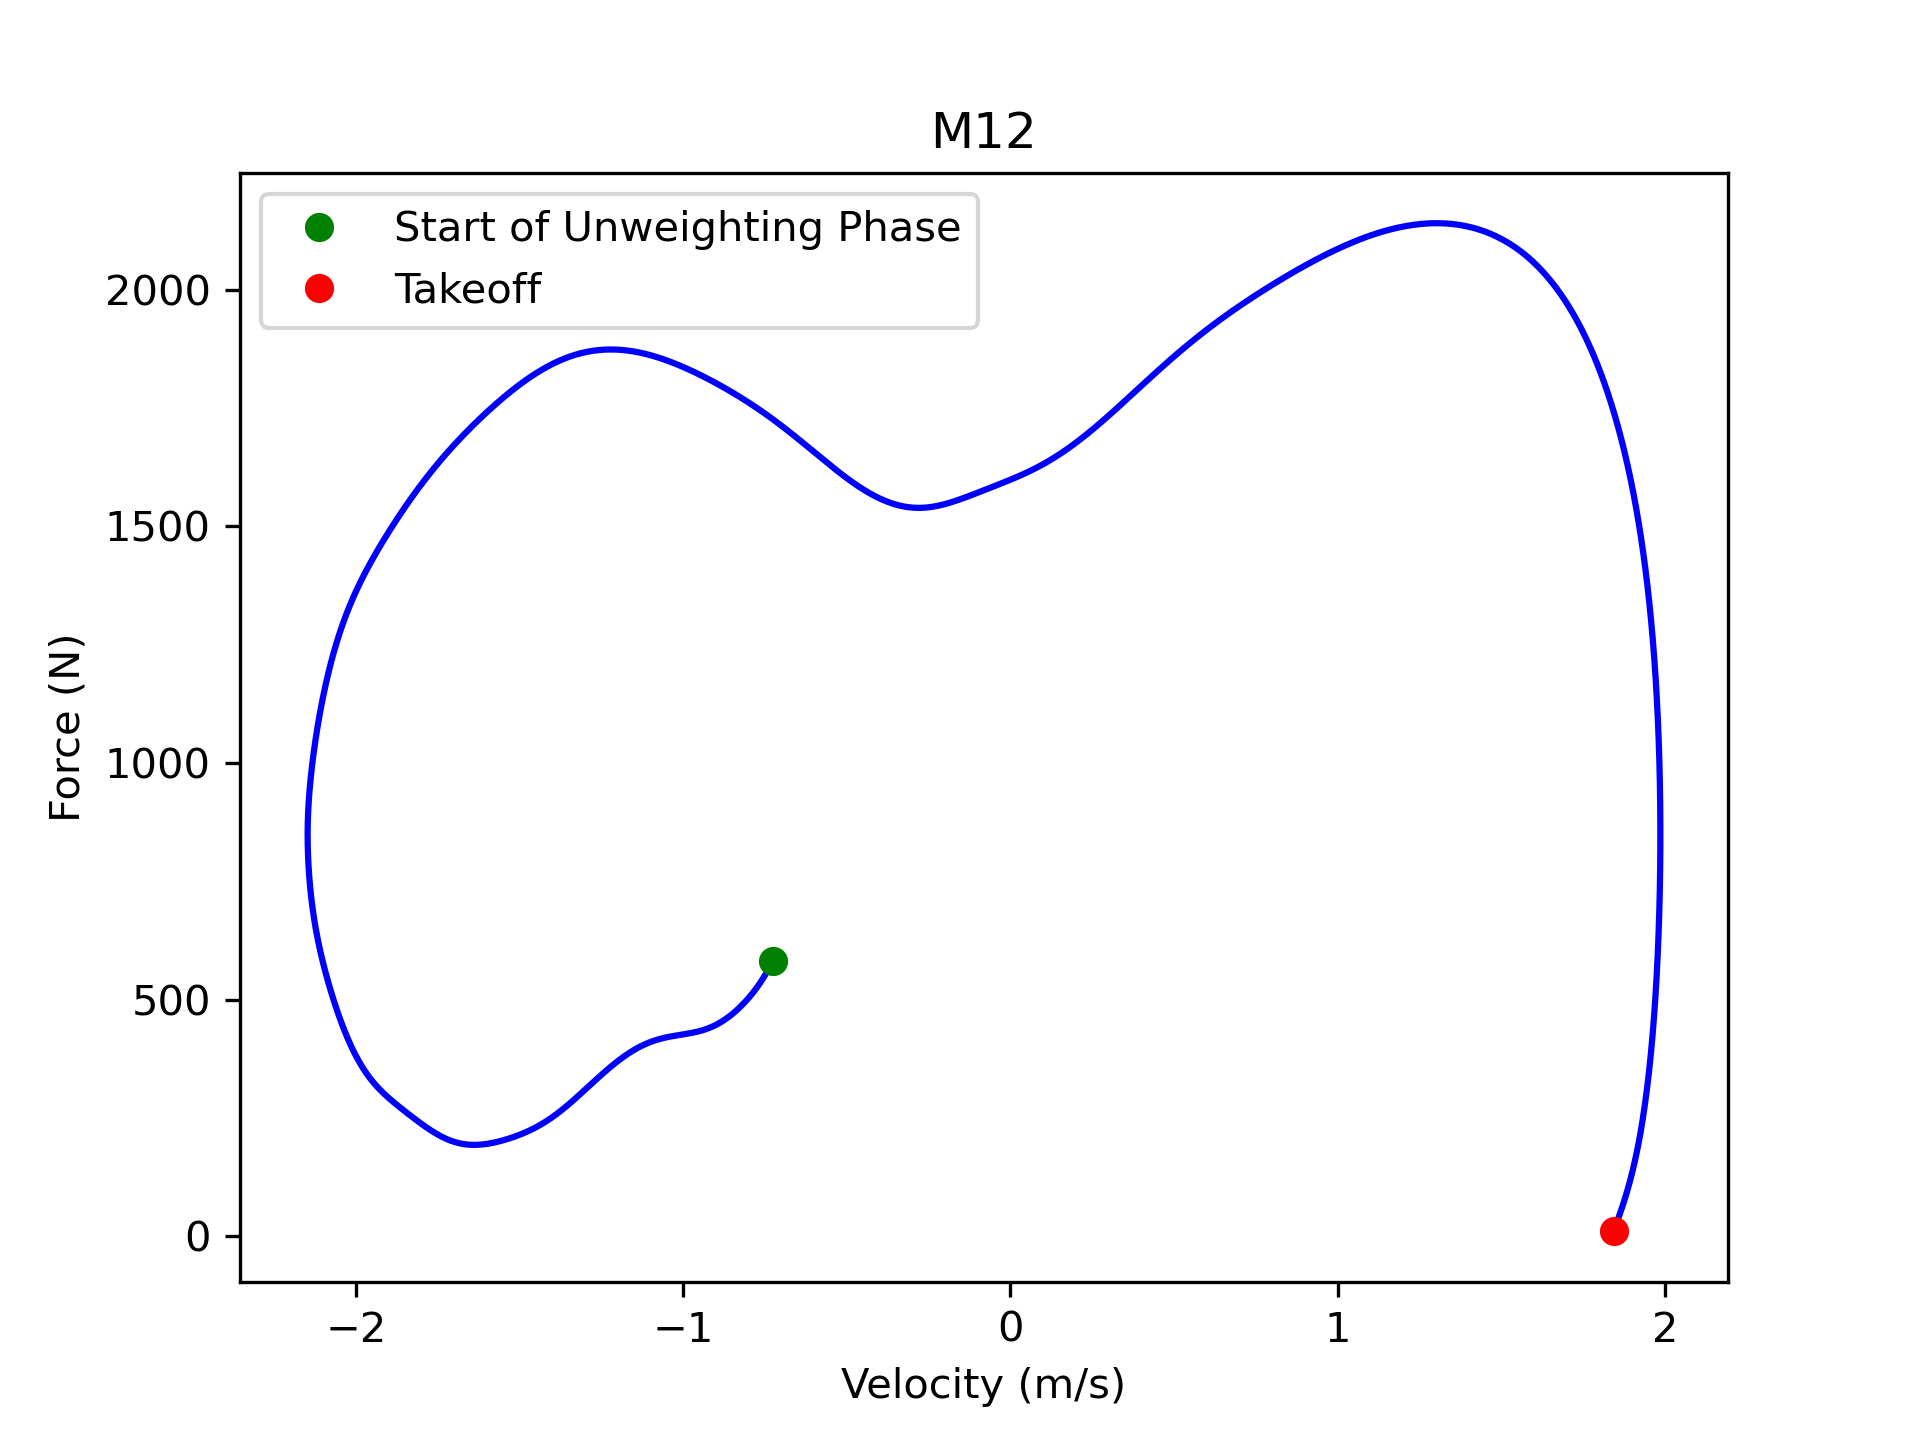 M12
Start of Unweighting Phase
Takeoff
2000
1500
1000
500
0
Force (N)
−2
−1
0
1
2
Velocity (m/s)